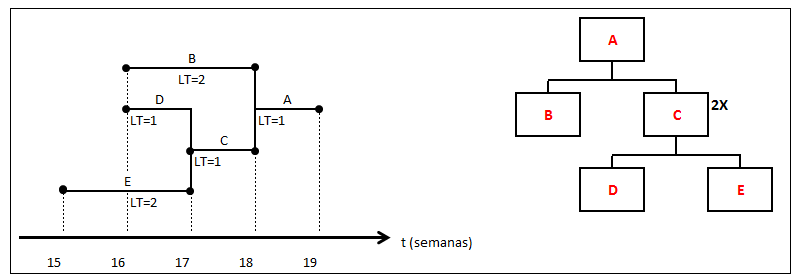 B
LT=2
D
LT=1
A
LT=1
C
LT=1
E
LT=2
t (semanas)
15 16 17 18 19
A
B
C
2X
D
E